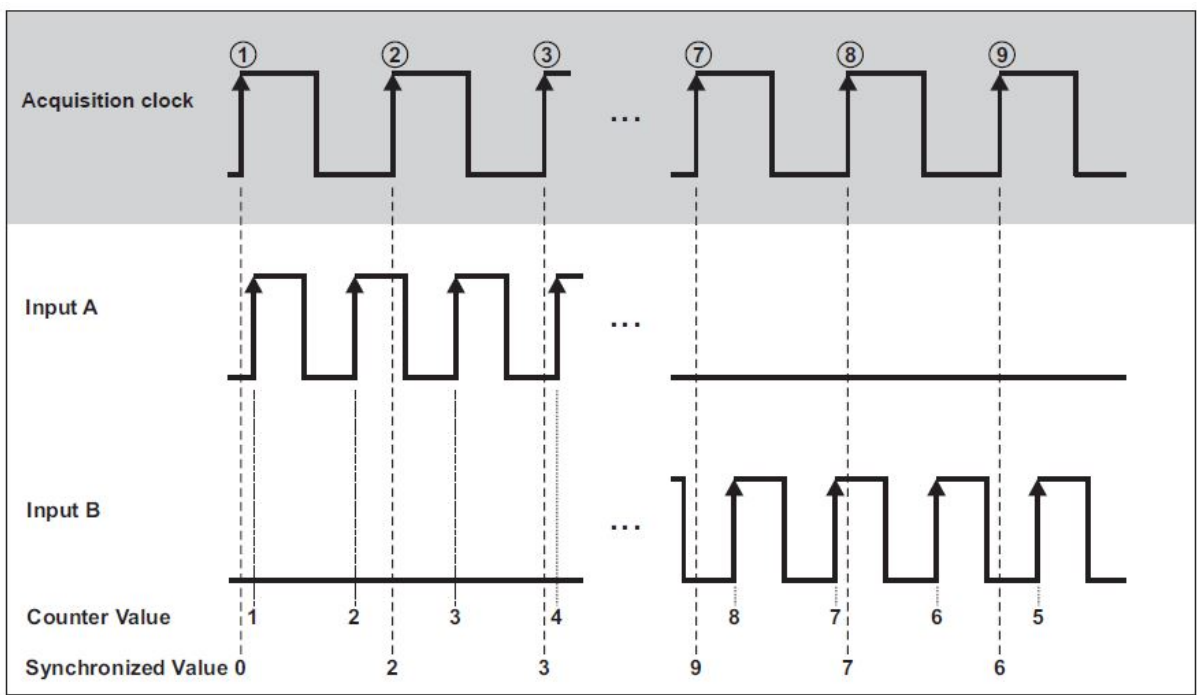 ① ② ③ ⑦ ⑧ ⑨
Acquisition clock
...
Input A
...
Input B
...
Counter Value 1 2 3 4 8 7 6 5
Synchronized Value 0 2 3 9 7 6